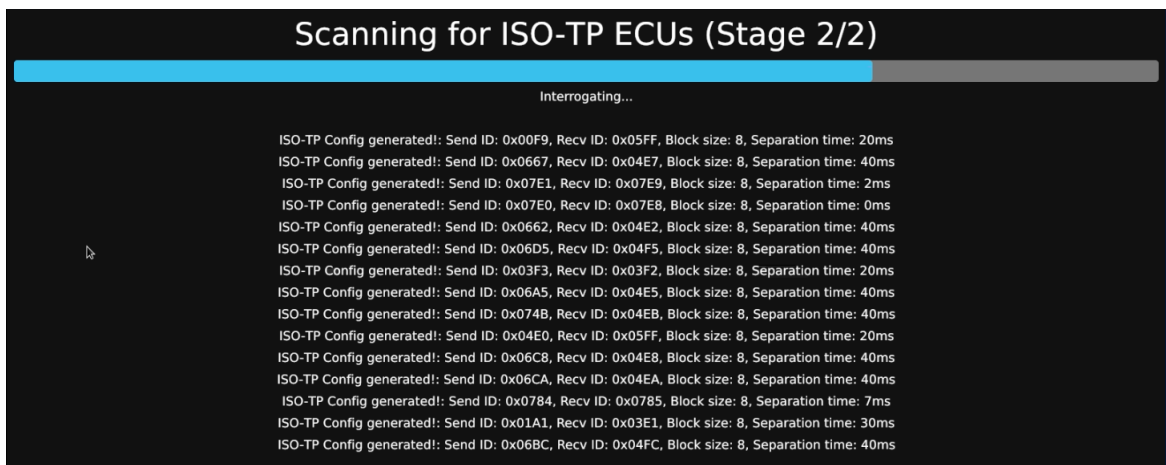 Scanning for ISO-TP ECUs (Stage 2/2)
Interrogating...
ISO-TP Config generated!: Send ID: 0x00F9, Recv ID: 0x05FF, Block size: 8, Separation time: 20ms
ISO-TP Config generated!: Send ID: 0x0667, Recv ID: 0x04E7, Block size: 8, Separation time: 40ms
ISO-TP Config generated!: Send ID: 0x07E1, Recv ID: 0x07E9, Block size: 8, Separation time: 2ms
ISO-TP Config generated!: Send ID: 0x07E0, Recv ID: 0x07E8, Block size: 8, Separation time: 0ms
ISO-TP Config generated!: Send ID: 0x0662, Recv ID: 0x04E2, Block size: 8, Separation time: 40ms
ISO-TP Config generated!: Send ID: 0x06D5, Recv ID: 0x04F5, Block size: 8, Separation time: 40ms
ISO-TP Config generated!: Send ID: 0x03F3, Recv ID: 0x03F2, Block size: 8, Separation time: 20ms
ISO-TP Config generated!: Send ID: 0x06A5, Recv ID: 0x04E5, Block size: 8, Separation time: 40ms
ISO-TP Config generated!: Send ID: 0x074B, Recv ID: 0x04EB, Block size: 8, Separation time: 40ms
ISO-TP Config generated!: Send ID: 0x04E0, Recv ID: 0x05FF, Block size: 8, Separation time: 20ms
ISO-TP Config generated!: Send ID: 0x06C8, Recv ID: 0x04E8, Block size: 8, Separation time: 40ms
ISO-TP Config generated!: Send ID: 0x06CA, Recv ID: 0x04EA, Block size: 8, Separation time: 40ms
ISO-TP Config generated!: Send ID: 0x0784, Recv ID: 0x0785, Block size: 8, Separation time: 7ms
ISO-TP Config generated!: Send ID: 0x01A1, Recv ID: 0x03E1, Block size: 8, Separation time: 30ms
ISO-TP Config generated!: Send ID: 0x06BC, Recv ID: 0x04FC, Block size: 8, Separation time: 40ms